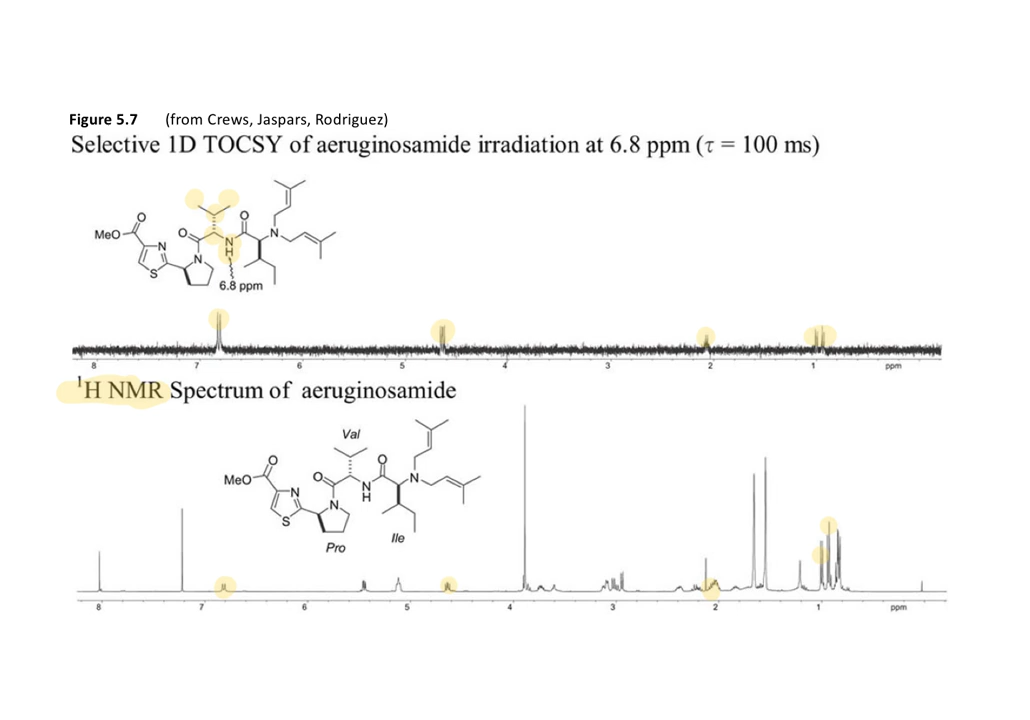 Figure 5.7 (from Crews, Jaspars, Rodriguez)
Selective 1D TOCSY of aeruginosamide irradiation at 6.8 ppm (τ = 100 ms)
O
MeO
N
S
O
N
N
H
O
N
6.8 ppm
8 7 6 5 4 3 2 1 ppm
¹H NMR Spectrum of aeruginosamide
Val
O
MeO
N
S
O
N
N
H
O
N
Pro
Ile
8 7 6 5 4 3 2 1 ppm